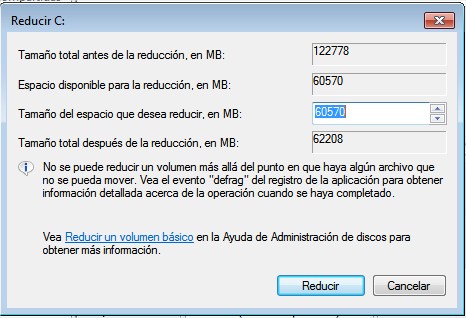 Reducir C:
Tamaño total antes de la reducción, en MB: 122778
Espacio disponible para la reducción, en MB: 60570
Tamaño del espacio que desea reducir, en MB: 60570
Tamaño total después de la reducción, en MB: 62208
No se puede reducir un volumen más allá del punto en que haya algún archivo que
no se pueda mover. Vea el evento "defrag" del registro de la aplicación para obtener
información detallada acerca de la operación cuando se haya completado.
Vea Reducir un volumen básico en la Ayuda de Administración de discos para
obtener más información.
Reducir Cancelar